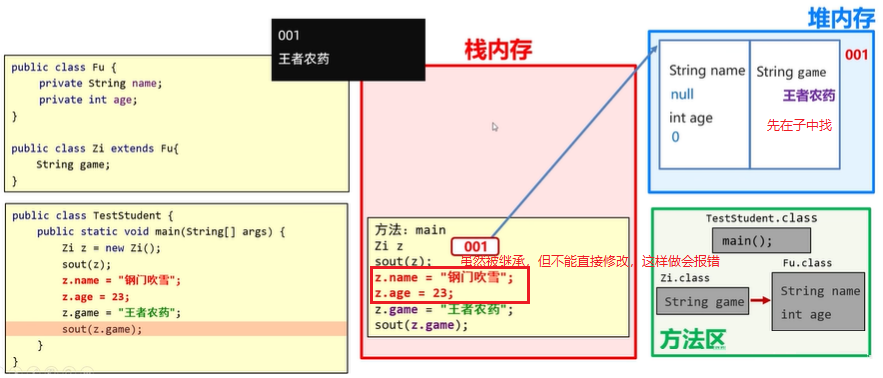 001
王者农药
public class Fu {
private String name;
private int age;
}
public class Zi extends Fu{
String game;
}
public class TestStudent {
public static void main(String[] args) {
Zi z = new Zi();
sout(z);
z.name = "钢门吹雪";
z.age = 23;
z.game = "王者农药";
sout(z.game);
}
}
栈内存
方法: main
Zi z 001
sout(z);
虽然被继承，但不能直接修改，这样做会报错
z.name = "钢门吹雪";
z.age = 23;
z.game = "王者农药";
sout(z.game);
堆内存
001
String name
null
int age
0
String game
王者农药
先在子中找
TestStudent.class
main();
Zi.class
String game
Fu.class
String name
int age
方法区